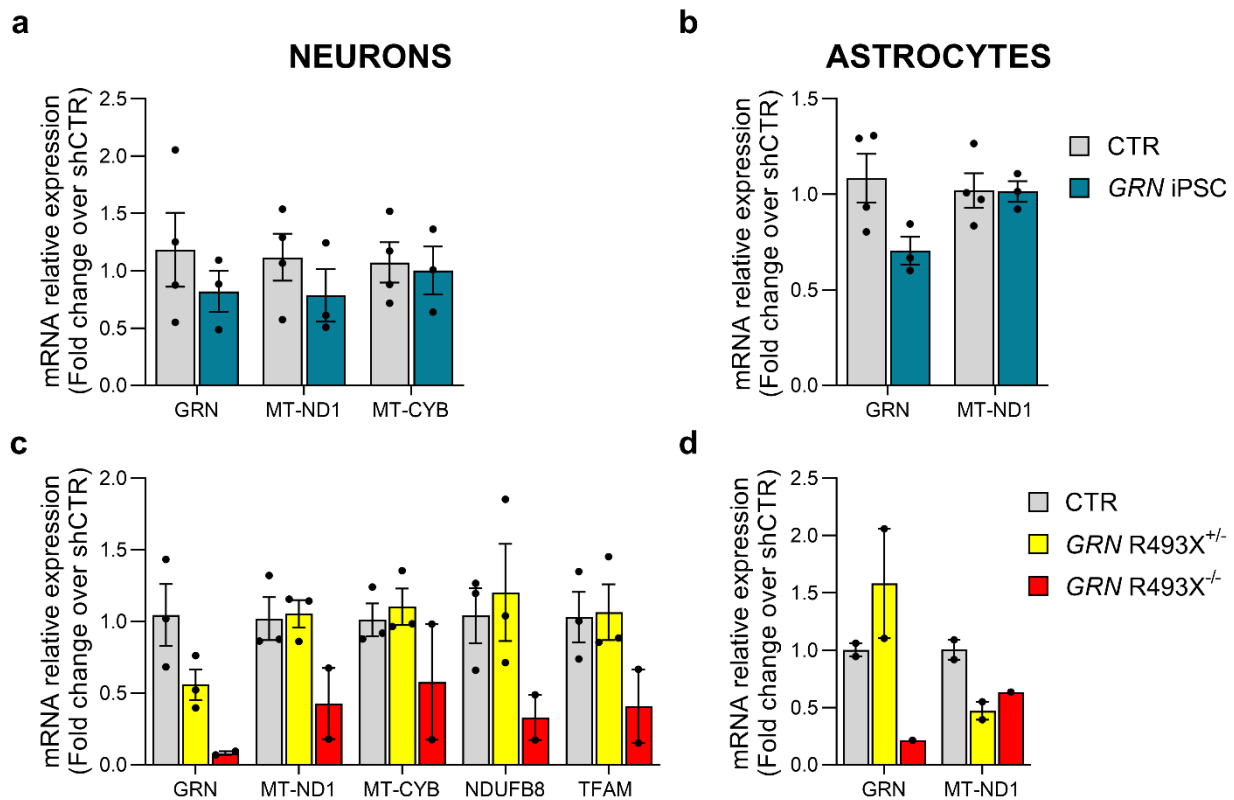 a
NEURONS
mRNA relative expression
(Fold change over shCTR)
2.5
2.0
1.5
1.0
0.5
0.0
GRN MT-ND1 MT-CYB
b
ASTROCYTES
mRNA relative expression
(Fold change over shCTR)
1.5
1.0
0.5
0.0
GRN MT-ND1
CTR
GRN iPSC
c
mRNA relative expression
(Fold change over shCTR)
2.0
1.5
1.0
0.5
0.0
GRN MT-ND1 MT-CYB NDUFB8 TFAM
d
mRNA relative expression
(Fold change over shCTR)
2.5
2.0
1.5
1.0
0.5
0.0
GRN MT-ND1
CTR
GRN R493X+/-
GRN R493X-/-